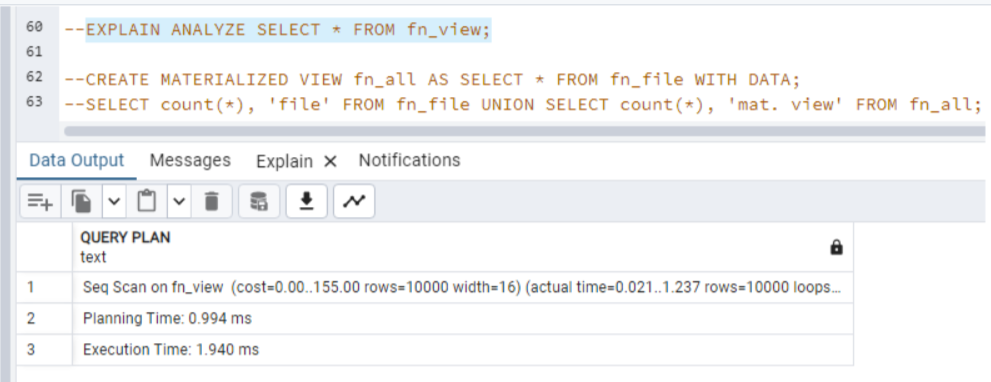 60 --EXPLAIN ANALYZE SELECT * FROM fn_view;
61
62 --CREATE MATERIALIZED VIEW fn_all AS SELECT * FROM fn_file WITH DATA;
63 --SELECT count(*), 'file' FROM fn_file UNION SELECT count(*), 'mat. view' FROM fn_all;
Data Output Messages Explain × Notifications
QUERY PLAN
text
1 Seq Scan on fn_view (cost=0.00..155.00 rows=10000 width=16) (actual time=0.021..1.237 rows=10000 loops...
2 Planning Time: 0.994 ms
3 Execution Time: 1.940 ms